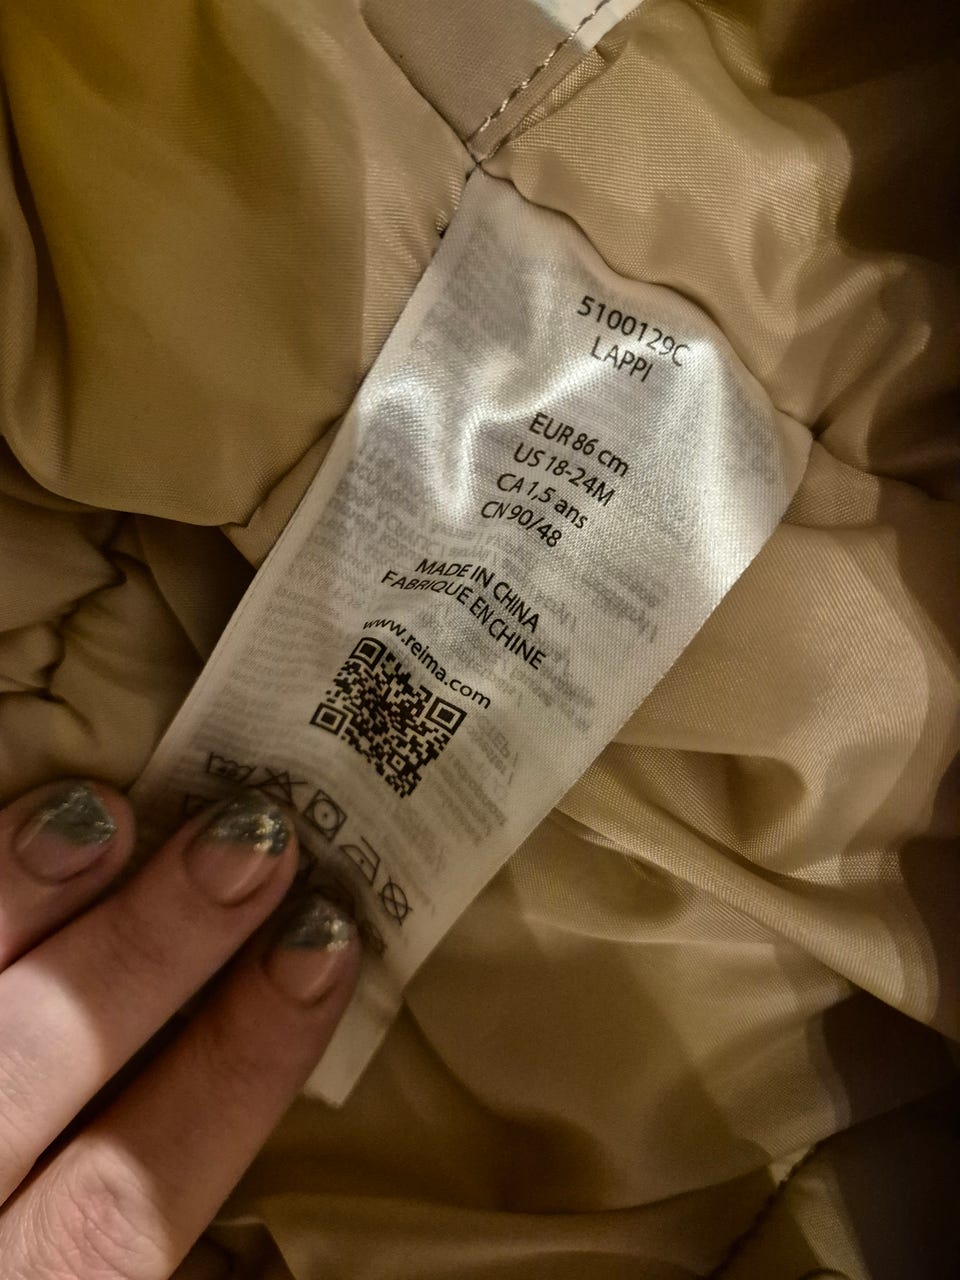 5100129C
LAPPI
EUR 86 cm
US 18-24M
CA 1,5 ans
CN 90/48
MADE IN CHINA
FABRIQUE EN CHINE
www.reima.com